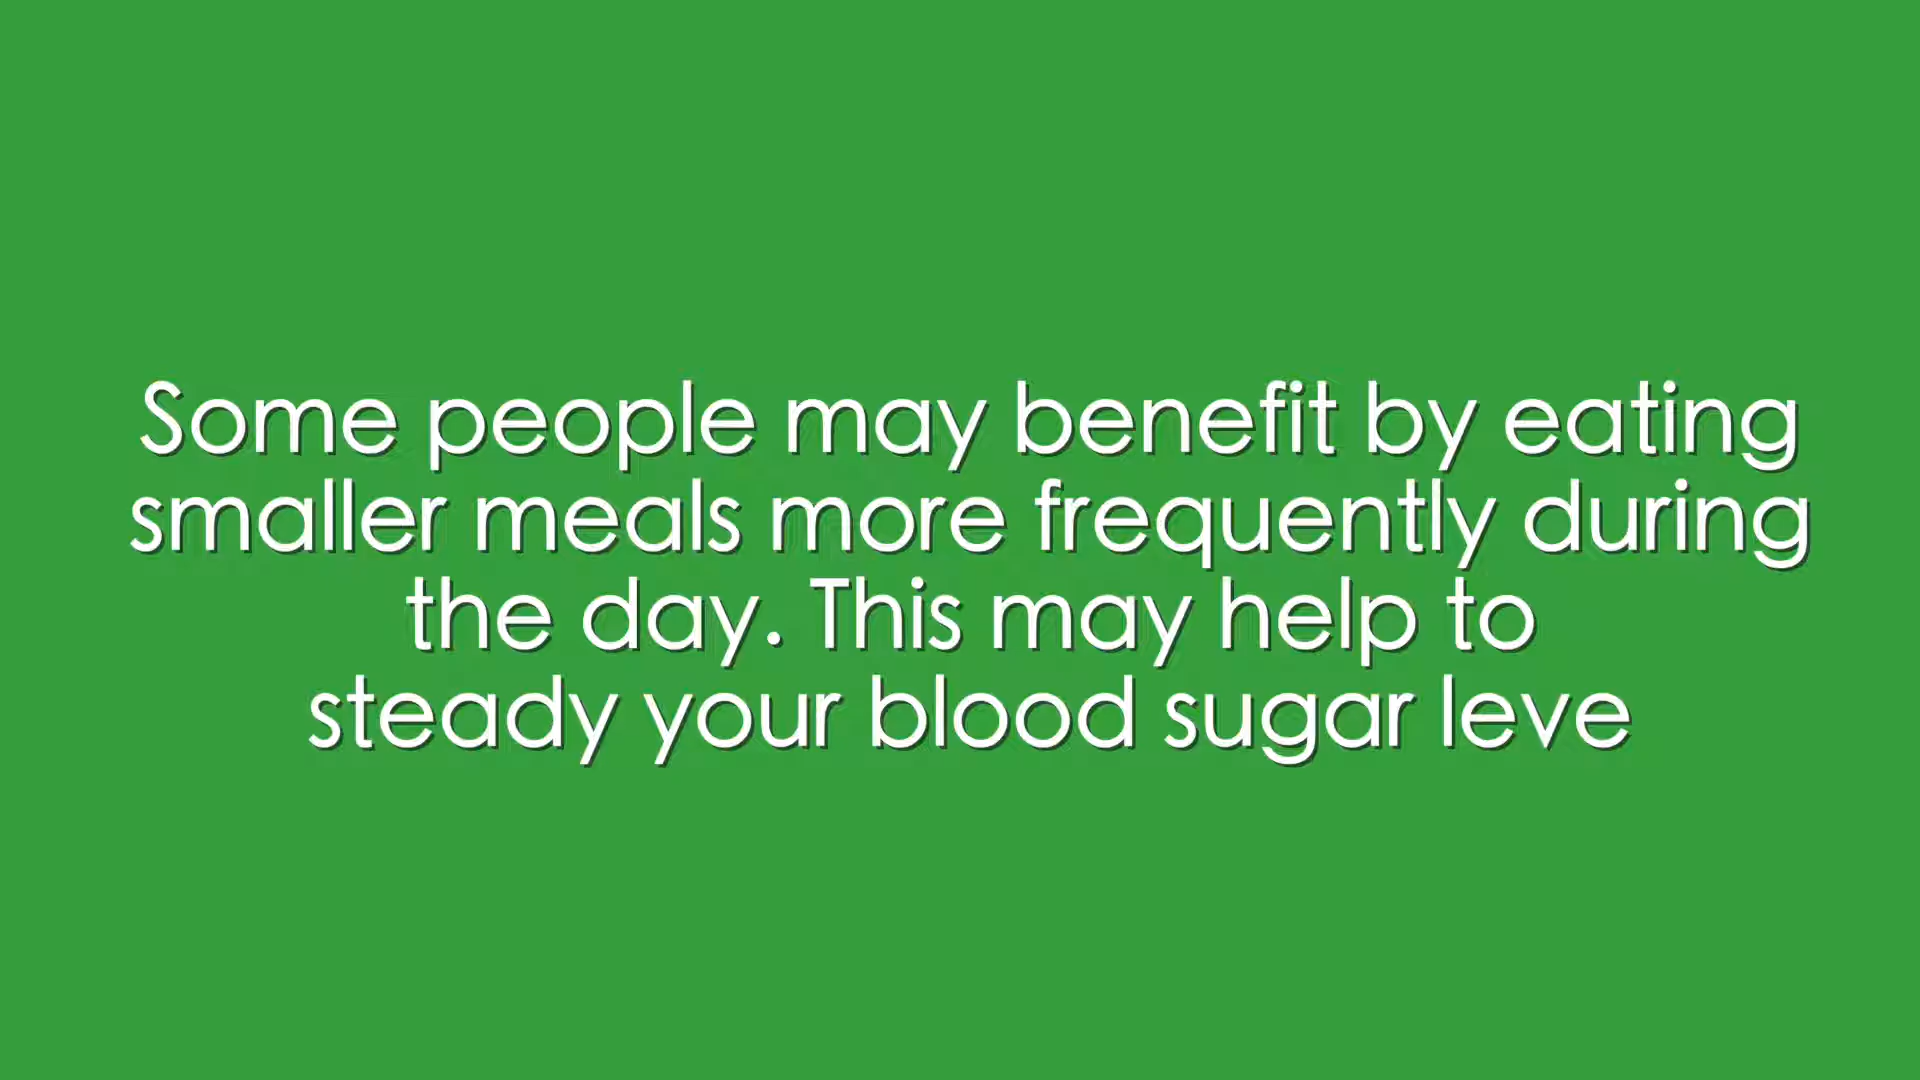 Some people may benefit by eating
smaller meals more frequently during
the day. This may help to
steady your blood sugar leve